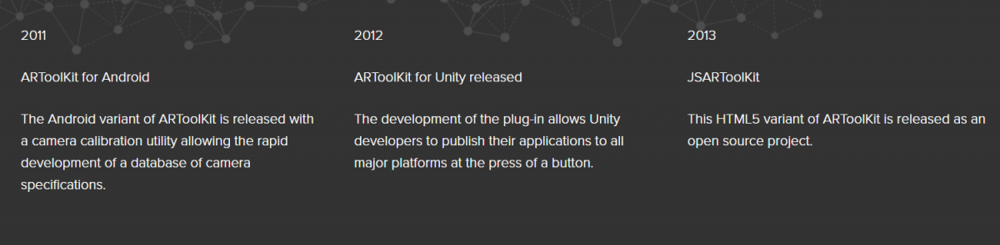 2011
ARToolKit for Android
The Android variant of ARToolKit is released with
a camera calibration utility allowing the rapid
development of a database of camera
specifications.
2012
ARToolKit for Unity released
The development of the plug-in allows Unity
developers to publish their applications to all
major platforms at the press of a button.
2013
JSARToolKit
This HTML5 variant of ARToolKit is released as an
open source project.